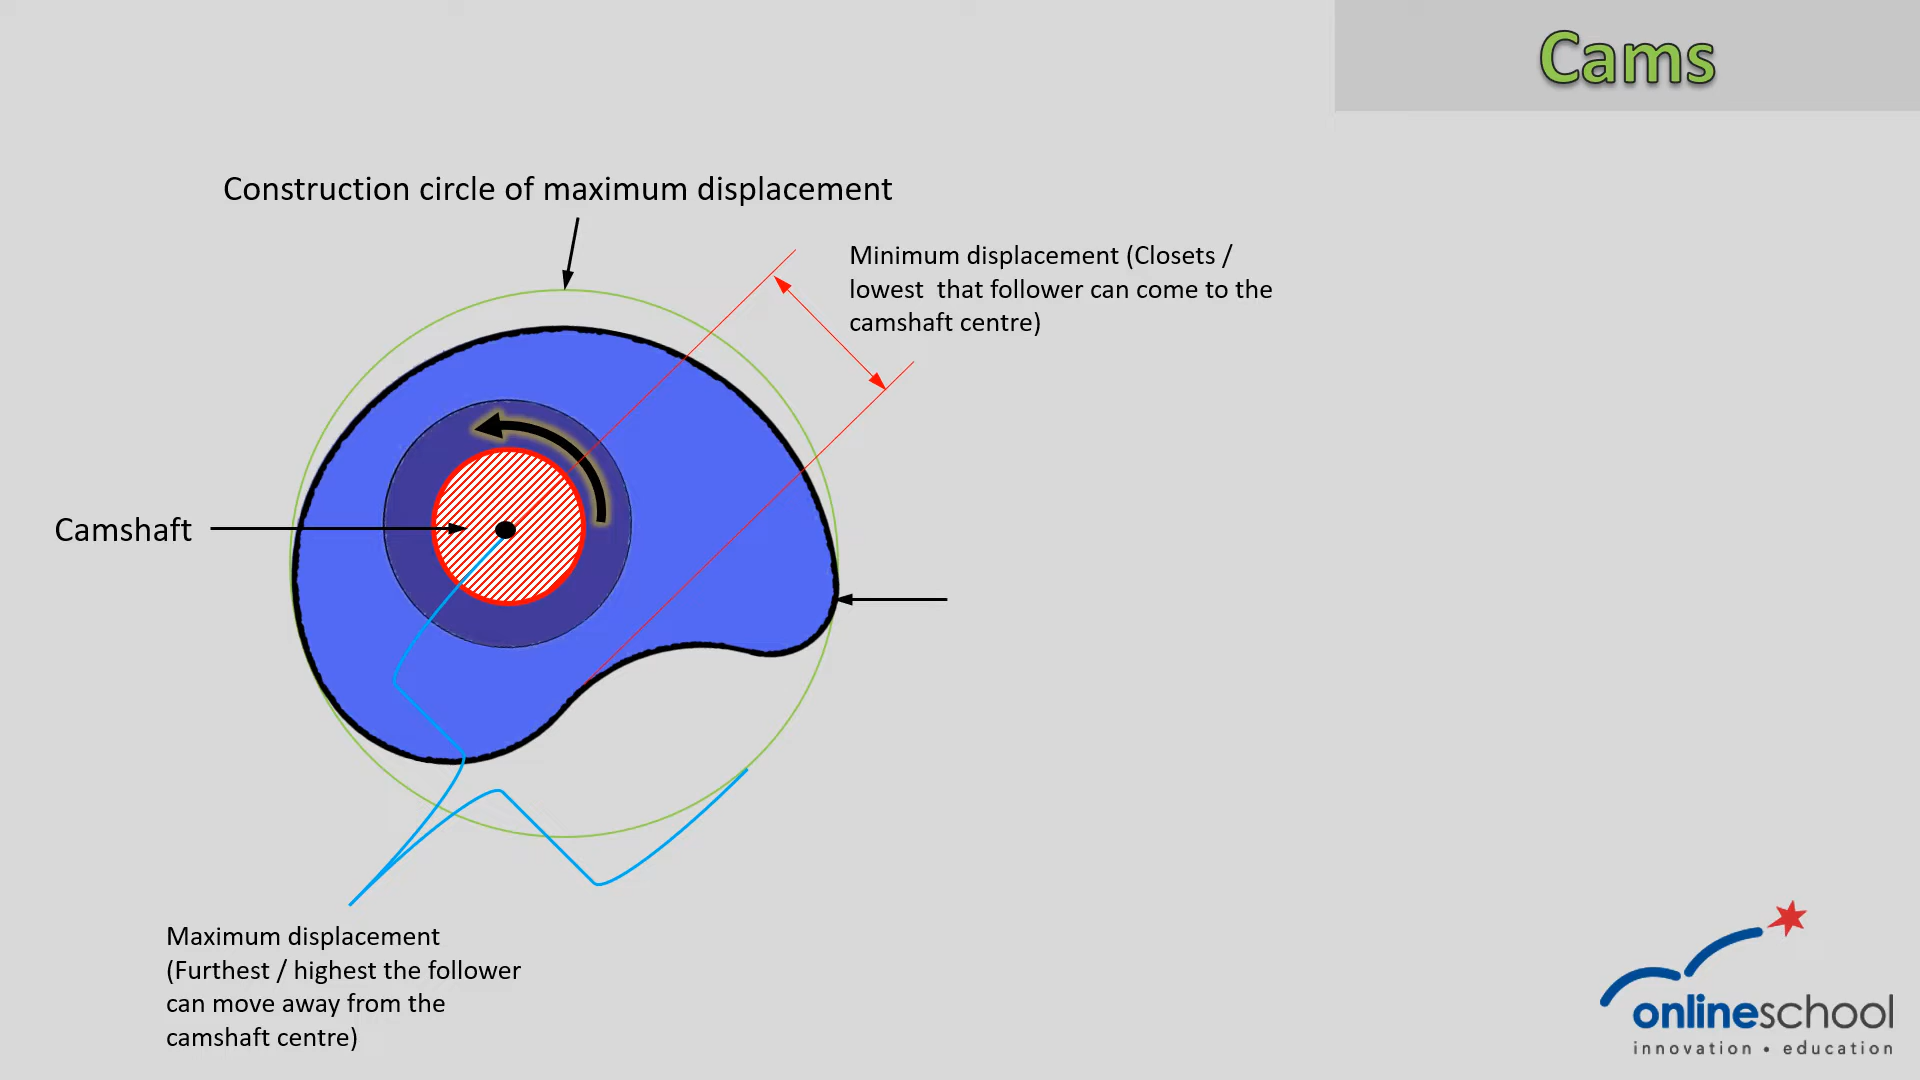 Cams
Construction circle of maximum displacement
Minimum displacement (Closets /
lowest  that follower can come to the
camshaft centre)
Camshaft
Maximum displacement
(Furthest / highest the follower
can move away from the
camshaft centre)
onlineschool
innovation • education